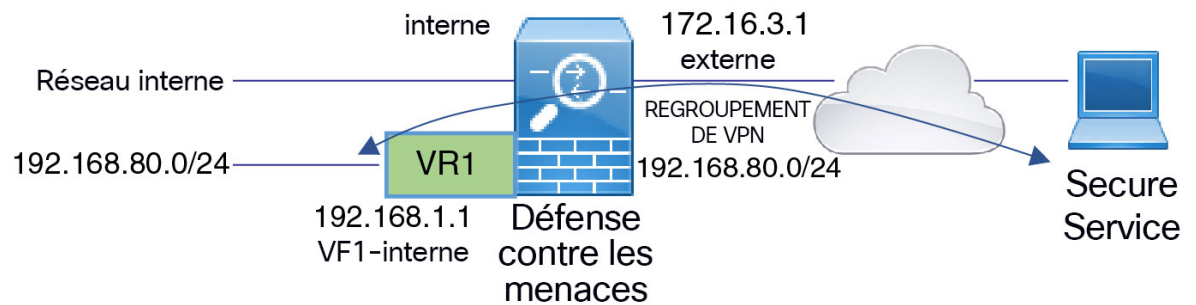 interne
172.16.3.1
externe
Réseau interne
REGROUPEMENT
DE VPN
192.168.80.0/24
192.168.80.0/24
VR1
192.168.1.1
VF1-interne
Défense
contre les
menaces
Secure
Service